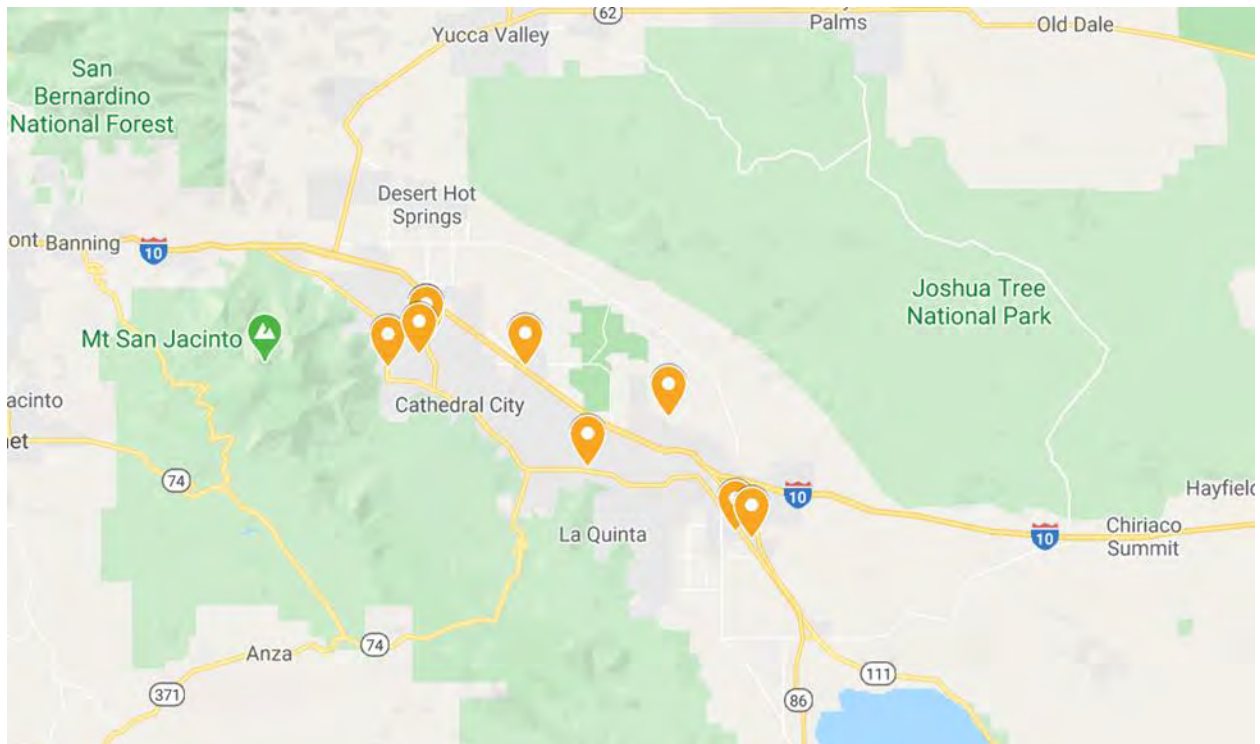 62
Yucca Valley
Palms
Old Dale
San
Bernardino
National Forest
Desert Hot
Springs
ont
Banning
10
Joshua Tree
National Park
Mt San Jacinto
acinto
Cathedral City
net
74
10
Hayfield
La Quinta
10
Chiriaco
Summit
Anza
74
111
371
86